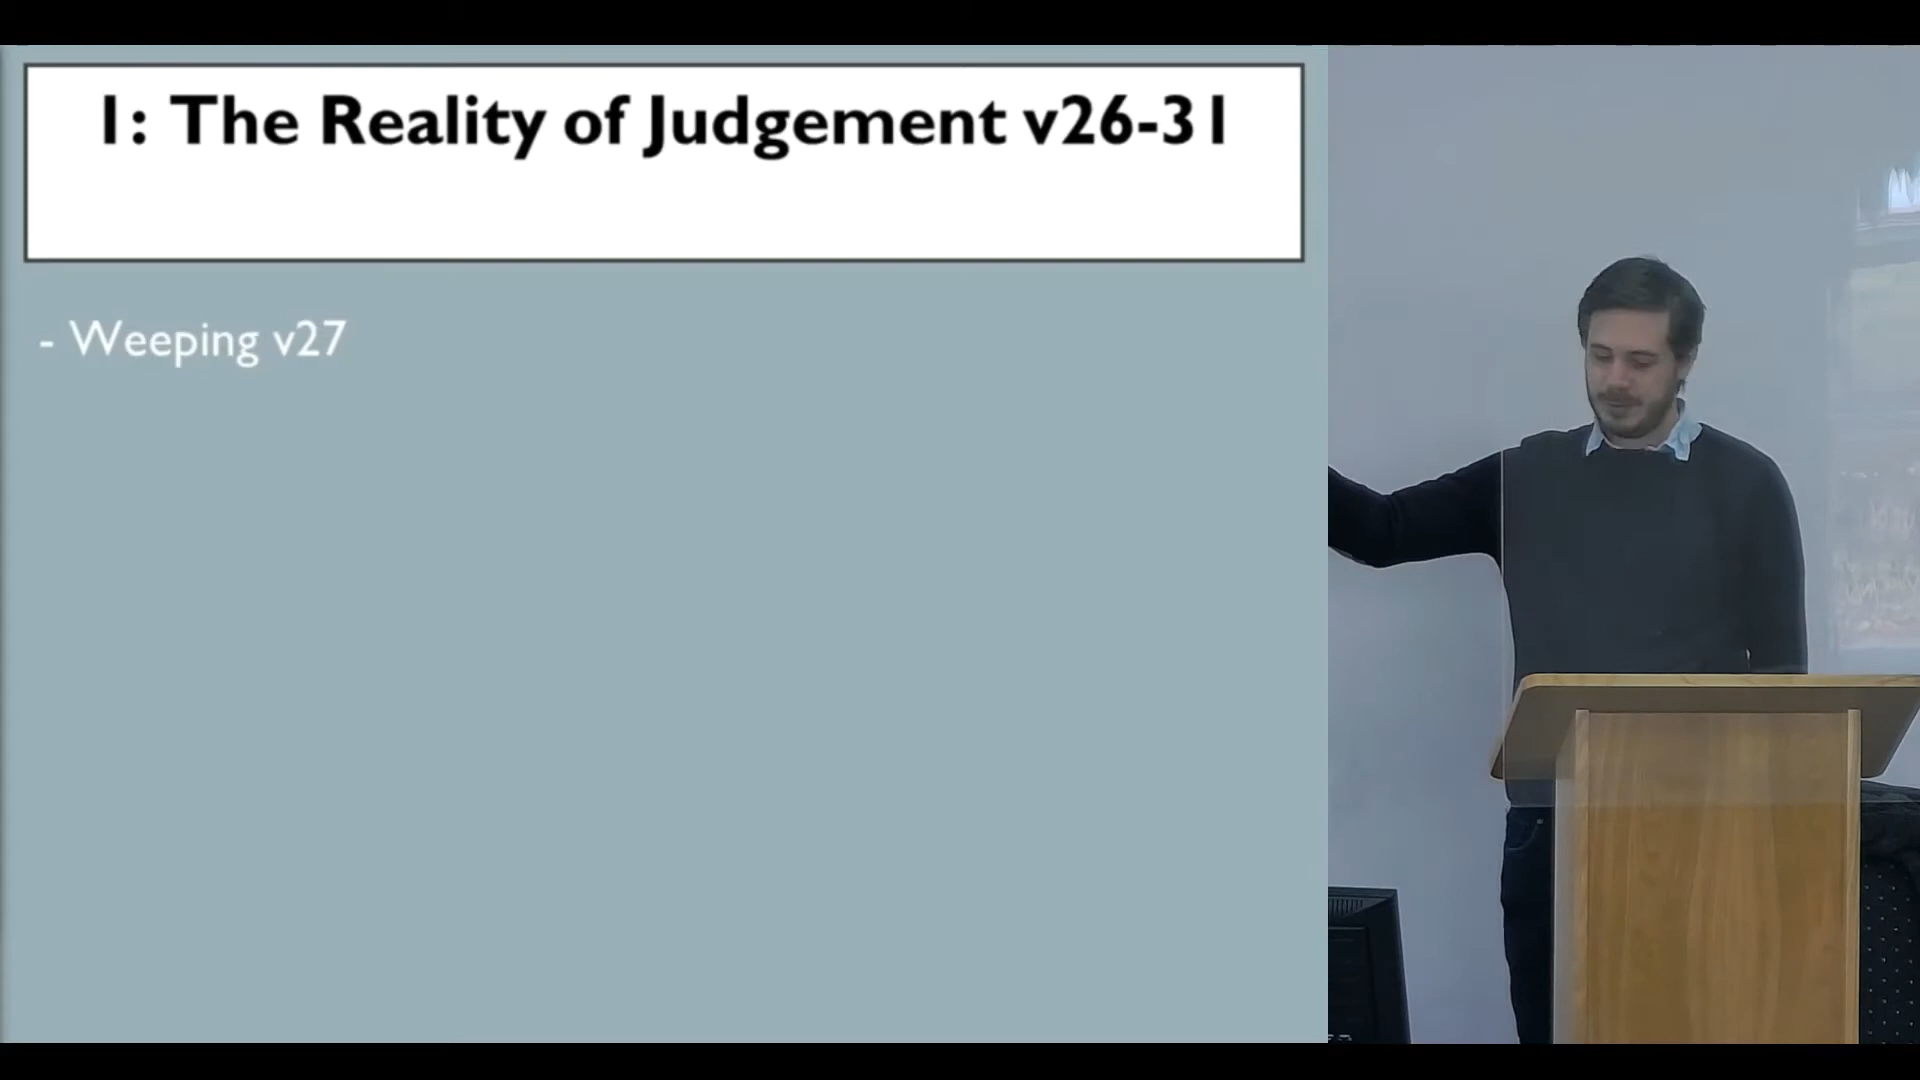 1: The Reality of Judgement v26-31
- Weeping v27